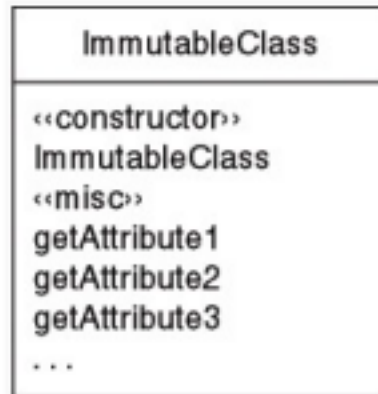 ImmutableClass
‹‹constructor››
ImmutableClass
‹‹misc››
getAttribute1
getAttribute2
getAttribute3
. . .